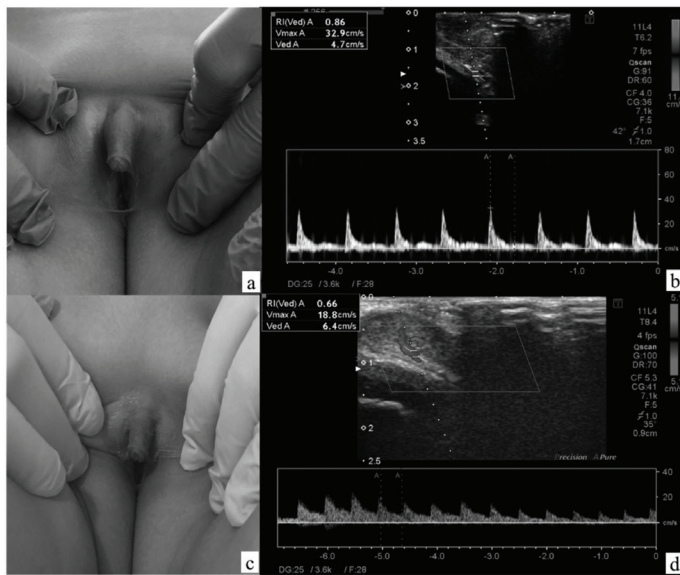 a
RI(Ved) A 0.86
Vmax A 32.9cm/s
Ved A 4.7cm/s
0
1
2
3
3.5
11L4
T6.2
7 fps
Qscan
G:91
DR:60
CF 4.0
CG:36
7.1k
F:5
42° 1.0
1.7cm
11.
cm/s
A A
80
60
40
20
cm/s
-4.0 -3.0 -2.0 -1.0 0
DG:25 / 3.6k / F:28
b
c
RI(Ved) A 0.66
Vmax A 18.8cm/s
Ved A 6.4cm/s
0
1
2
2.5
11L4
T8.4
4 fps
Qscan
G:100
DR:70
CF 5.3
CG:41
7.1k
F:5
1.0
35°
0.9cm
5.
5.
cm/s
Precision APure
A A
40
20
cm/s
-6.0 -5.0 -4.0 -3.0 -2.0 -1.0 0
DG:25 / 3.6k / F:28
d